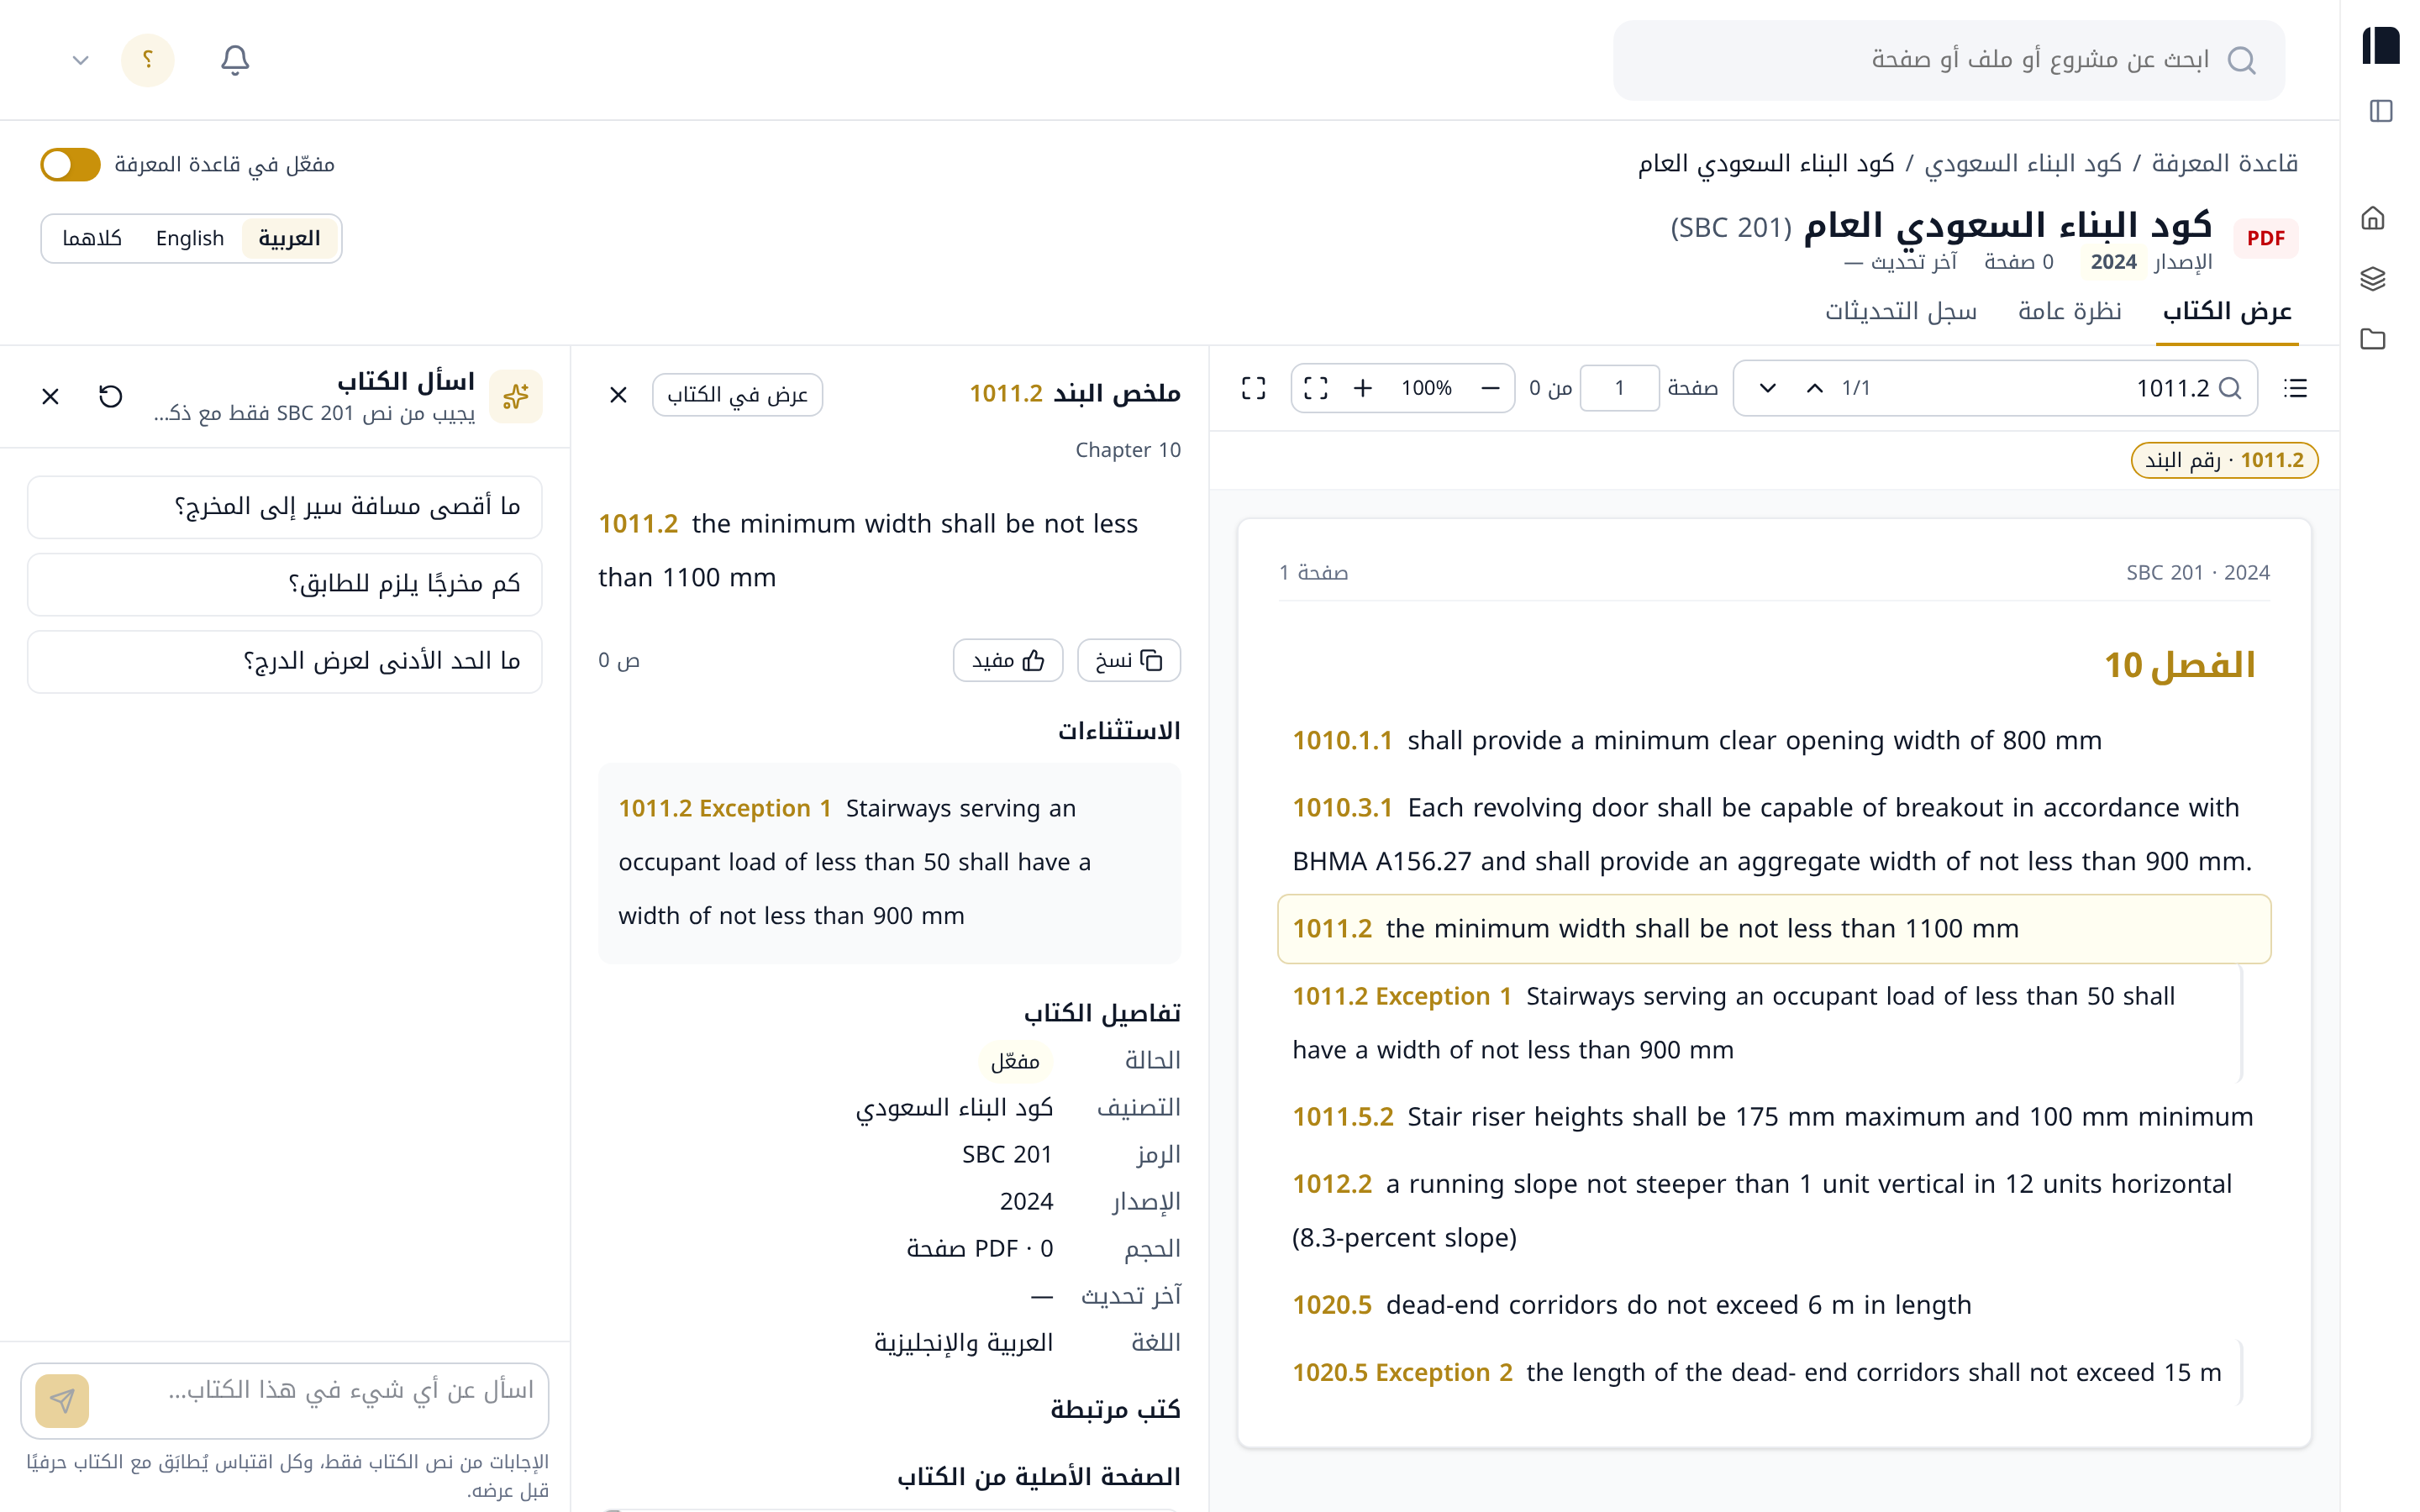 ابحث عن مشروع أو ملف أو صفحة
؟
قاعدة المعرفة / كود البناء السعودي / كود البناء السعودي العام
مفعّل في قاعدة المعرفة
PDF
كود البناء السعودي العام (SBC 201)
الإصدار 2024 0 صفحة آخر تحديث —
العربية English كلاهما
عرض الكتاب نظرة عامة سجل التحديثات
1011.2 1/1
صفحة 1 من 0
100%
1011.2 · رقم البند
SBC 201 · 2024
صفحة 1
الفصل 10
1010.1.1 shall provide a minimum clear opening width of 800 mm
1010.3.1 Each revolving door shall be capable of breakout in accordance with
BHMA A156.27 and shall provide an aggregate width of not less than 900 mm.
1011.2 the minimum width shall be not less than 1100 mm
1011.2 Exception 1 Stairways serving an occupant load of less than 50 shall
have a width of not less than 900 mm
1011.5.2 Stair riser heights shall be 175 mm maximum and 100 mm minimum
1012.2 a running slope not steeper than 1 unit vertical in 12 units horizontal
(8.3-percent slope)
1020.5 dead-end corridors do not exceed 6 m in length
1020.5 Exception 2 the length of the dead- end corridors shall not exceed 15 m
ملخص البند 1011.2
عرض في الكتاب
Chapter 10
1011.2 the minimum width shall be not less
than 1100 mm
نسخ
مفيد
ص 0
الاستثناءات
1011.2 Exception 1 Stairways serving an
occupant load of less than 50 shall have a
width of not less than 900 mm
تفاصيل الكتاب
الحالة مفعّل
التصنيف كود البناء السعودي
الرمز SBC 201
الإصدار 2024
الحجم PDF · 0 صفحة
آخر تحديث —
اللغة العربية والإنجليزية
كتب مرتبطة
الصفحة الأصلية من الكتاب
اسأل الكتاب
يجيب من نص SBC 201 فقط مع ذكـ...
ما أقصى مسافة سير إلى المخرج؟
كم مخرجًا يلزم للطابق؟
ما الحد الأدنى لعرض الدرج؟
اسأل عن أي شيء في هذا الكتاب...
الإجابات من نص الكتاب فقط، وكل اقتباس يُطابَق مع الكتاب حرفيًا
قبل عرضه.